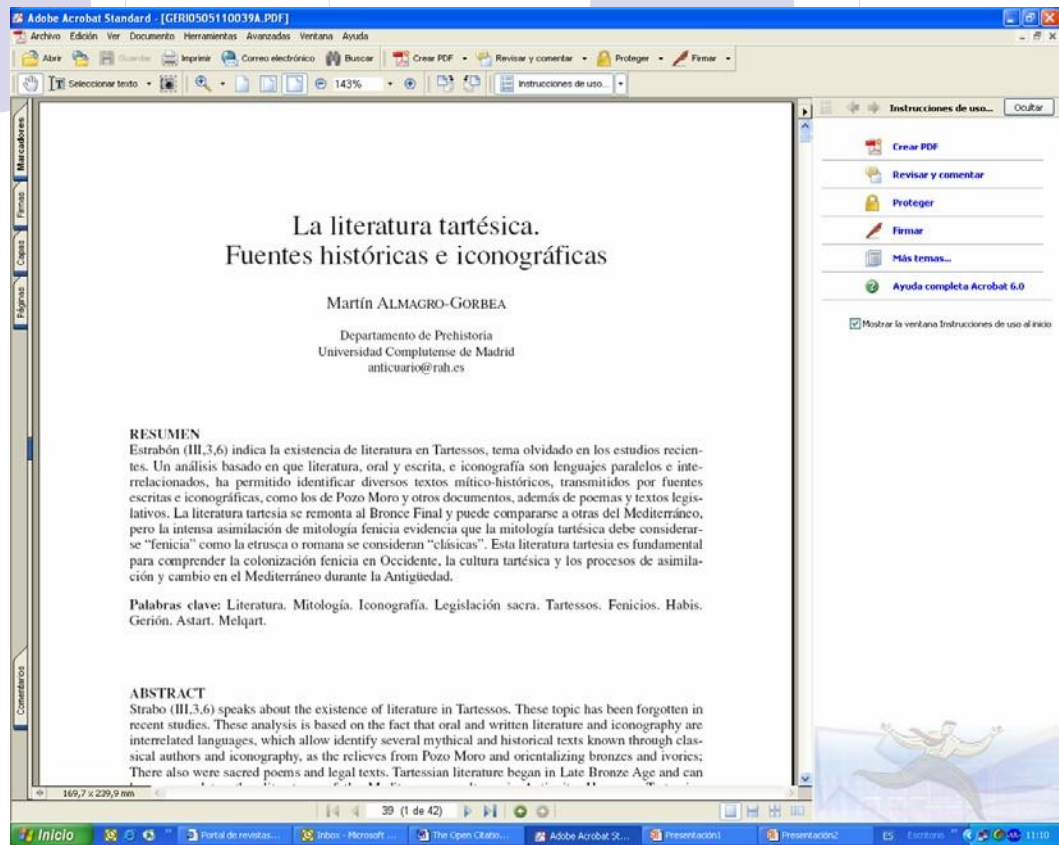 Adobe Acrobat Standard - [GERI0505110039A.PDF]
Archivo Edición Ver Documento Herramientas Avanzadas Ventana Ayuda
Abrir Guardar Imprimir Correo electrónico Buscar Crear PDF Revisar y comentar Proteger Firmar
Seleccionar texto 143% Instrucciones de uso...
Instrucciones de uso... Ocultar
Marcadores
Firmas
Capas
Páginas
Comentarios
La literatura tartésica.
Fuentes históricas e iconográficas
Martín ALMAGRO-GORBEA
Departamento de Prehistoria
Universidad Complutense de Madrid
anticuario@rah.es
RESUMEN
Estrabón (III,3,6) indica la existencia de literatura en Tartessos, tema olvidado en los estudios recien-
tes. Un análisis basado en que literatura, oral y escrita, e iconografía son lenguajes paralelos e inte-
rrelacionados, ha permitido identificar diversos textos mítico-históricos, transmitidos por fuentes
escritas e iconográficas, como los de Pozo Moro y otros documentos, además de poemas y textos legis-
lativos. La literatura tartesia se remonta al Bronce Final y puede compararse a otras del Mediterráneo,
pero la intensa asimilación de mitología fenicia evidencia que la mitología tartésica debe considerar-
se “fenicia” como la etrusca o romana se consideran “clásicas”. Esta literatura tartesia es fundamental
para comprender la colonización fenicia en Occidente, la cultura tartésica y los procesos de asimila-
ción y cambio en el Mediterráneo durante la Antigüedad.
Palabras clave: Literatura. Mitología. Iconografía. Legislación sacra. Tartessos. Fenicios. Habis.
Gerión. Astart. Melqart.
ABSTRACT
Strabo (III,3,6) speaks about the existence of literature in Tartessos. These topic has been forgotten in
recent studies. These analysis is based on the fact that oral and written literature and iconography are
interrelated languages, which allow identify several mythical and historical texts known through clas-
sical authors and iconography, as the relieves from Pozo Moro and orientalizing bronzes and ivories;
There also were sacred poems and legal texts. Tartessian literature began in Late Bronze Age and can
Crear PDF
Revisar y comentar
Proteger
Firmar
Más temas...
Ayuda completa Acrobat 6.0
Mostrar la ventana Instrucciones de uso al inicio
169,7 x 239,9 mm
39 (1 de 42)
Inicio Portal de revistas... Inbox - Microsoft ... The Open Citatio... Adobe Acrobat St... Presentación1 Presentación2 ES Escritorio 11:10